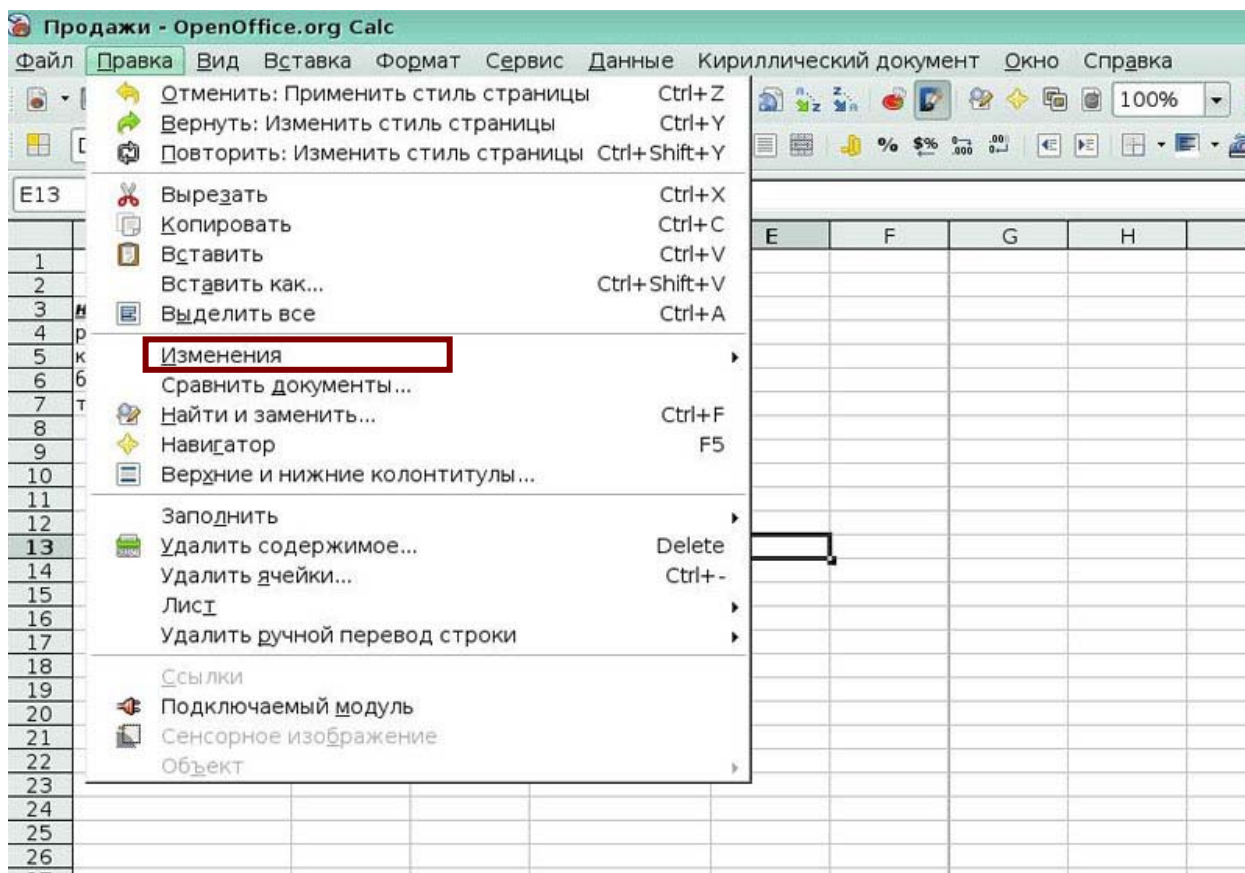 Продажи - OpenOffice.org Calc
Файл Правка Вид Вставка Формат Сервис Данные Кириллический документ Окно Справка
Отменить: Применить стиль страницы Ctrl+Z
100%
Вернуть: Изменить стиль страницы Ctrl+Y
Повторить: Изменить стиль страницы Ctrl+Shift+Y
E13
Вырезать Ctrl+X
Копировать Ctrl+C
E F G H
Вставить Ctrl+V
1
Вставить как... Ctrl+Shift+V
2
Выделить все Ctrl+A
3
4 р
Изменения
5 к
Сравнить документы...
6 б
7 т
Найти и заменить... Ctrl+F
8
Навигатор F5
9
Верхние и нижние колонтитулы...
10
11
Заполнить
12
Удалить содержимое... Delete
13
Удалить ячейки... Ctrl+-
14
15
Лист
16
Удалить ручной перевод строки
17
18
Ссылки
19
Подключаемый модуль
20
Сенсорное изображение
21
Объект
22
23
24
25
26